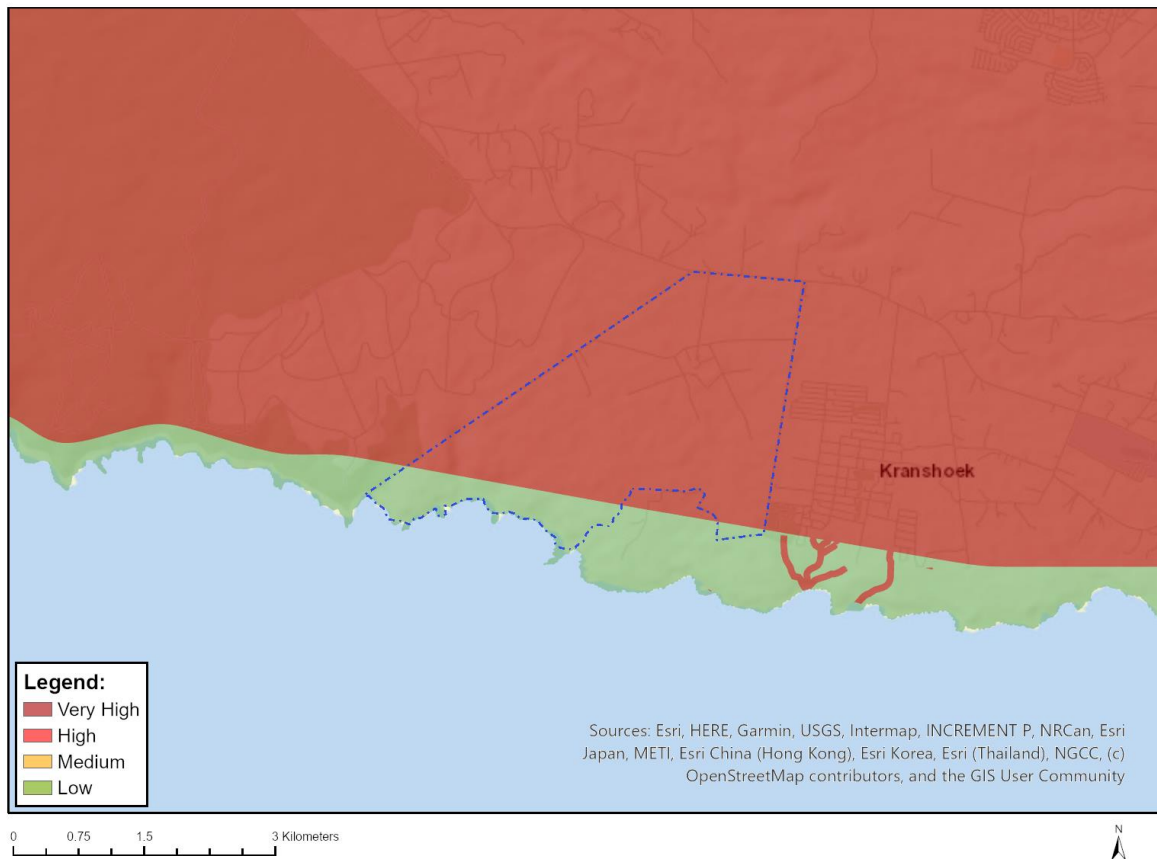 Kranshoek
Legend:
Very High
High
Medium
Low
Sources: Esri, HERE, Garmin, USGS, Intermap, INCREMENT P, NRCan, Esri
Japan, METI, Esri China (Hong Kong), Esri Korea, Esri (Thailand), NGCC, (c)
OpenStreetMap contributors, and the GIS User Community
0 0.75 1.5 3 Kilometers
N